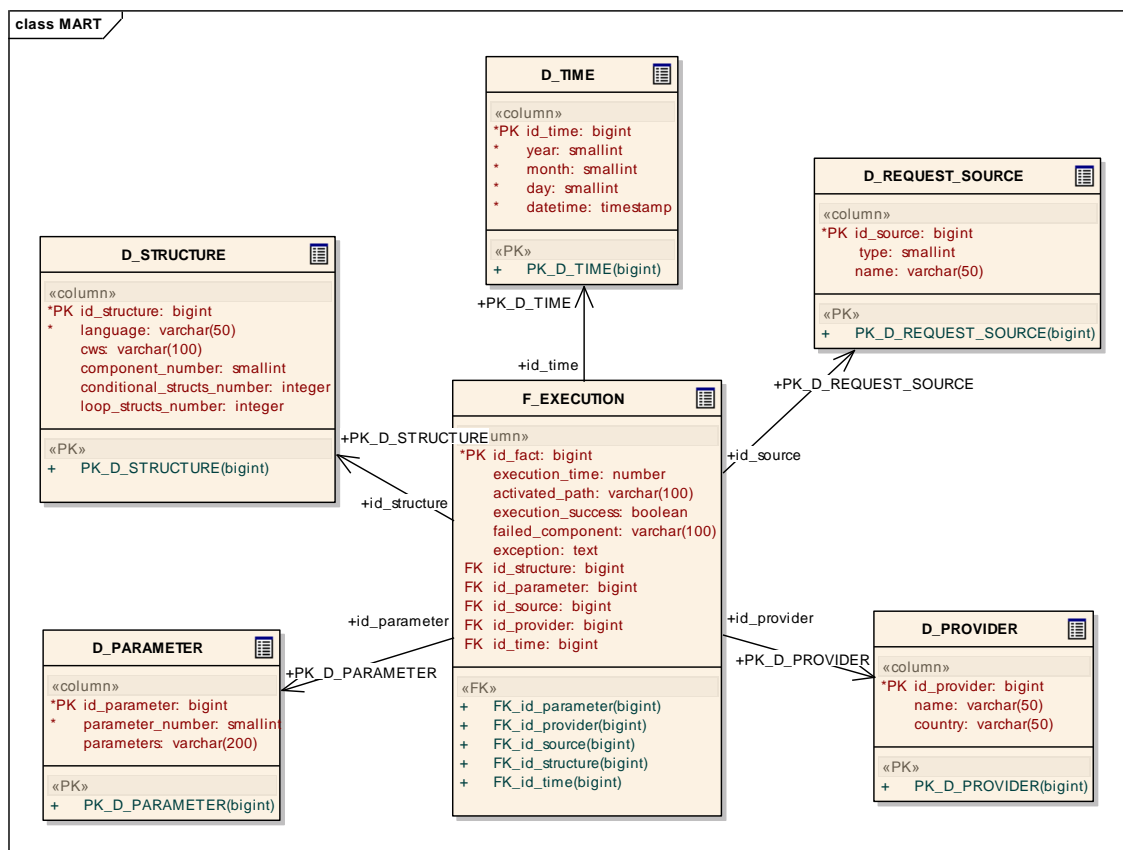 class MART
D_TIME
«column»
*PK id_time: bigint
* year: smallint
* month: smallint
* day: smallint
* datetime: timestamp
«PK»
+ PK_D_TIME(bigint)
D_REQUEST_SOURCE
«column»
*PK id_source: bigint
type: smallint
name: varchar(50)
«PK»
+ PK_D_REQUEST_SOURCE(bigint)
D_STRUCTURE
«column»
*PK id_structure: bigint
* language: varchar(50)
cws: varchar(100)
component_number: smallint
conditional_structs_number: integer
loop_structs_number: integer
«PK»
+ PK_D_STRUCTURE(bigint)
+PK_D_TIME
+id_time
+PK_D_REQUEST_SOURCE
+id_source
+PK_D_STRUCTURE
+id_structure
F_EXECUTION
olumn»
*PK id_fact: bigint
execution_time: number
activated_path: varchar(100)
execution_success: boolean
failed_component: varchar(100)
exception: text
FK id_structure: bigint
FK id_parameter: bigint
FK id_source: bigint
FK id_provider: bigint
FK id_time: bigint
«FK»
+ FK_id_parameter(bigint)
+ FK_id_provider(bigint)
+ FK_id_source(bigint)
+ FK_id_structure(bigint)
+ FK_id_time(bigint)
+id_parameter
+PK_D_PARAMETER
+id_provider
+PK_D_PROVIDER
D_PARAMETER
«column»
*PK id_parameter: bigint
* parameter_number: smallint
parameters: varchar(200)
«PK»
+ PK_D_PARAMETER(bigint)
D_PROVIDER
«column»
*PK id_provider: bigint
name: varchar(50)
country: varchar(50)
«PK»
+ PK_D_PROVIDER(bigint)